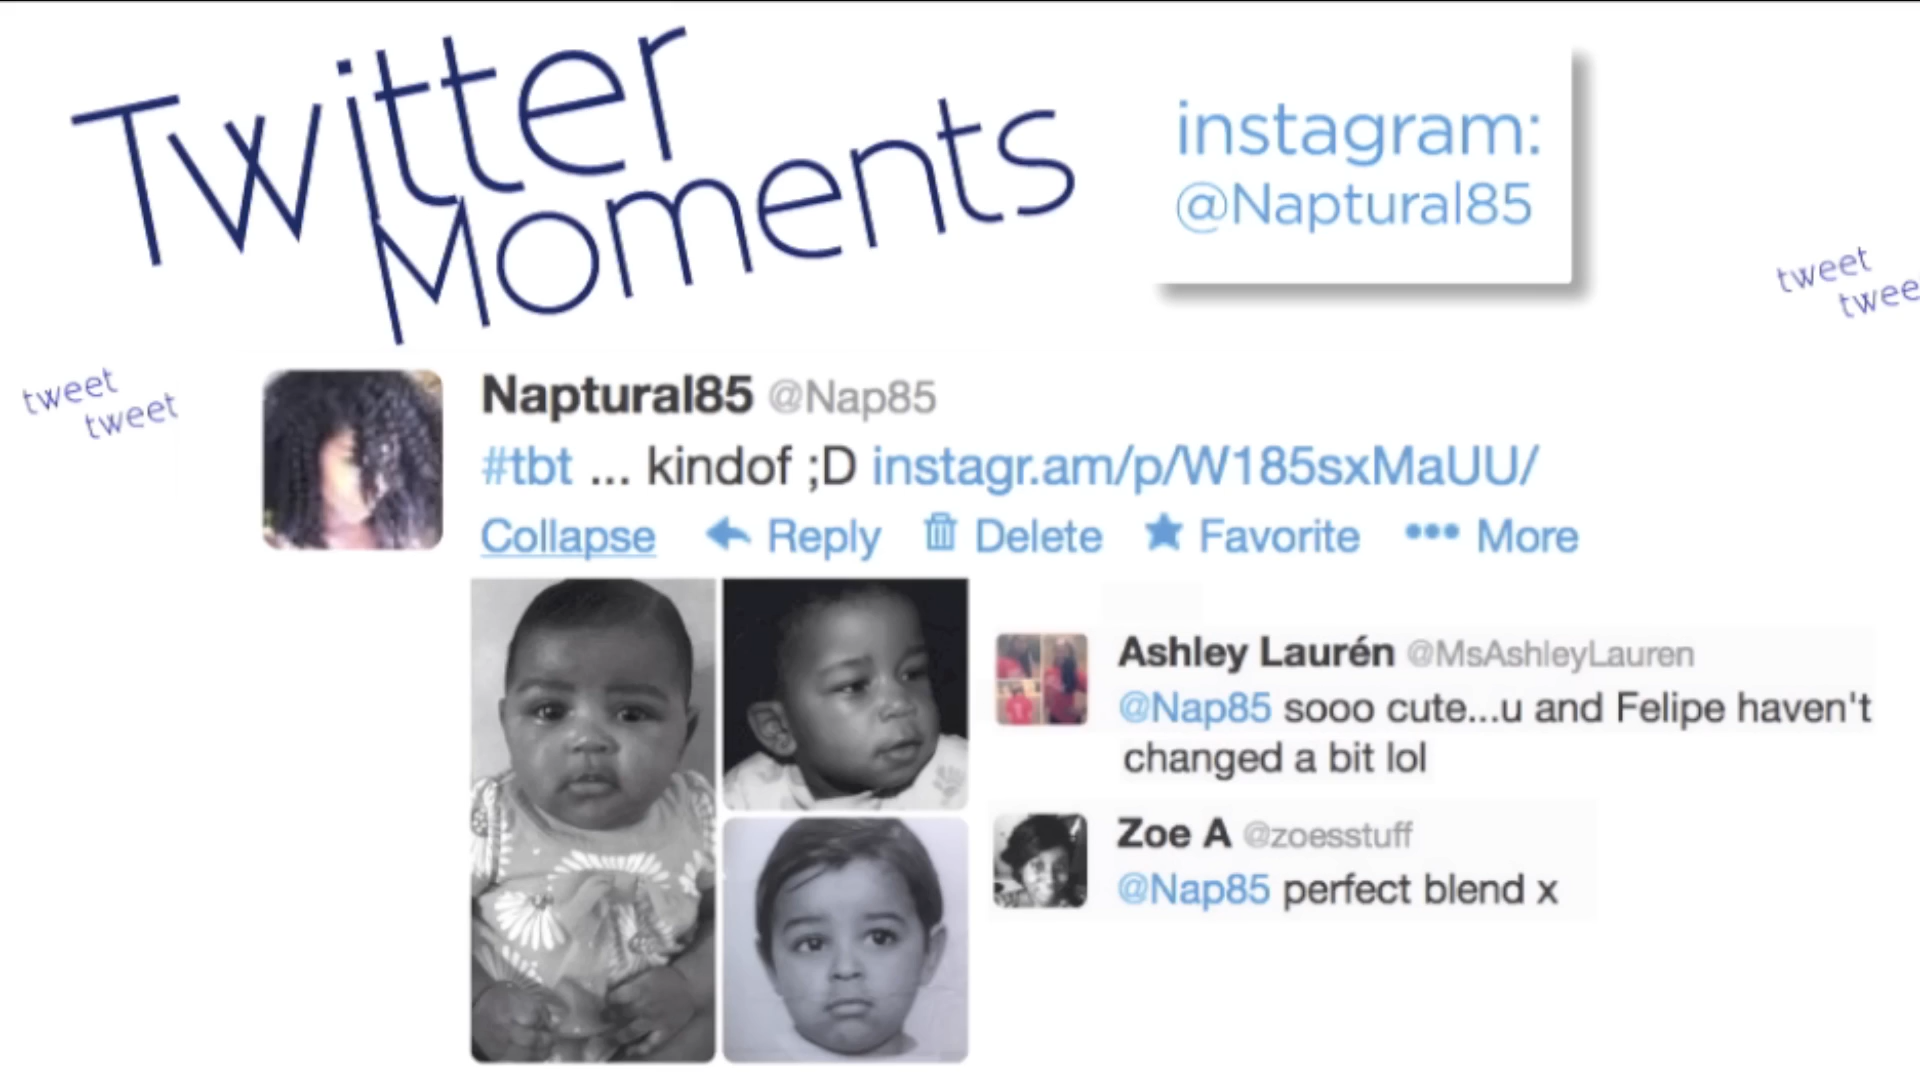 Twitter
Moments
instagram:
@Naptural85
tweet
twee
tweet
tweet
Naptural85 @Nap85
#tbt ... kindof ;D instagr.am/p/W185sxMaUU/
Collapse Reply Delete Favorite More
Ashley Laurén @MsAshleyLauren
@Nap85 sooo cute...u and Felipe haven't
changed a bit lol
Zoe A @zoesstuff
@Nap85 perfect blend x